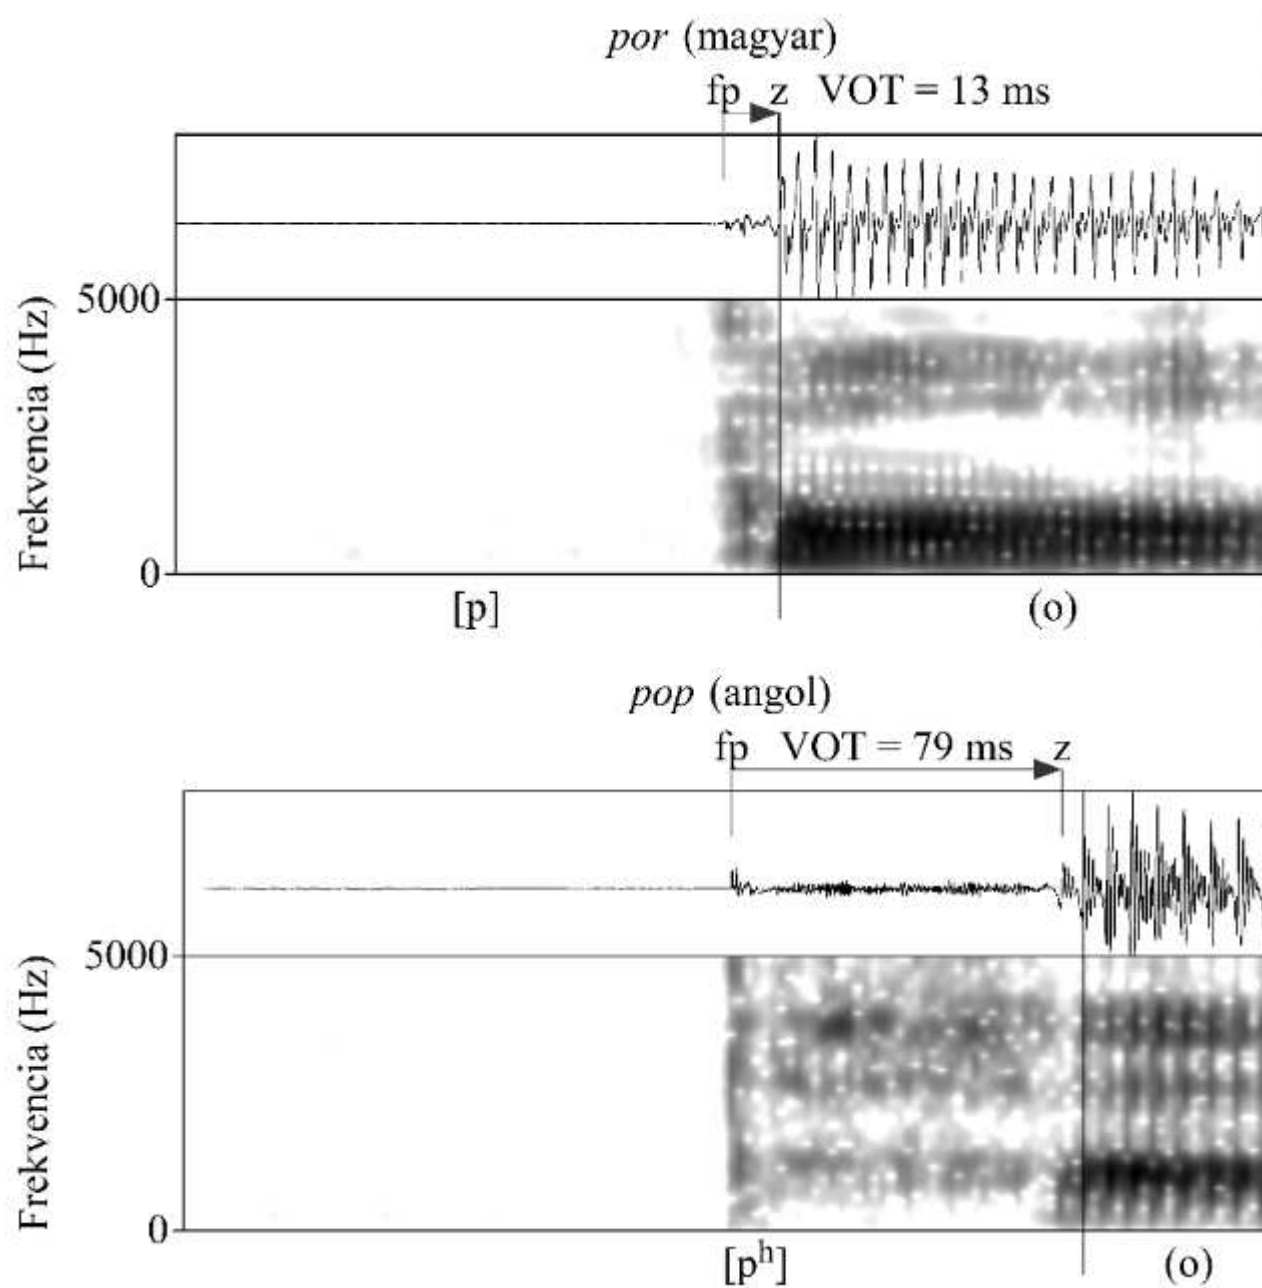 por (magyar)
fp z VOT = 13 ms
5000
Frekvencia (Hz)
0
[p] (o)
pop (angol)
fp VOT = 79 ms z
5000
Frekvencia (Hz)
0
[pʰ] (o)